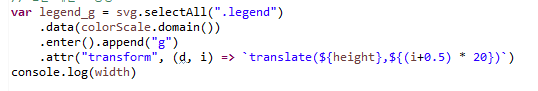 var legend_g = svg.selectAll(".legend")
.data(colorScale.domain())
.enter().append("g")
.attr("transform", (d, i) => `translate(${height},${(i+0.5) * 20})`)
console.log(width)